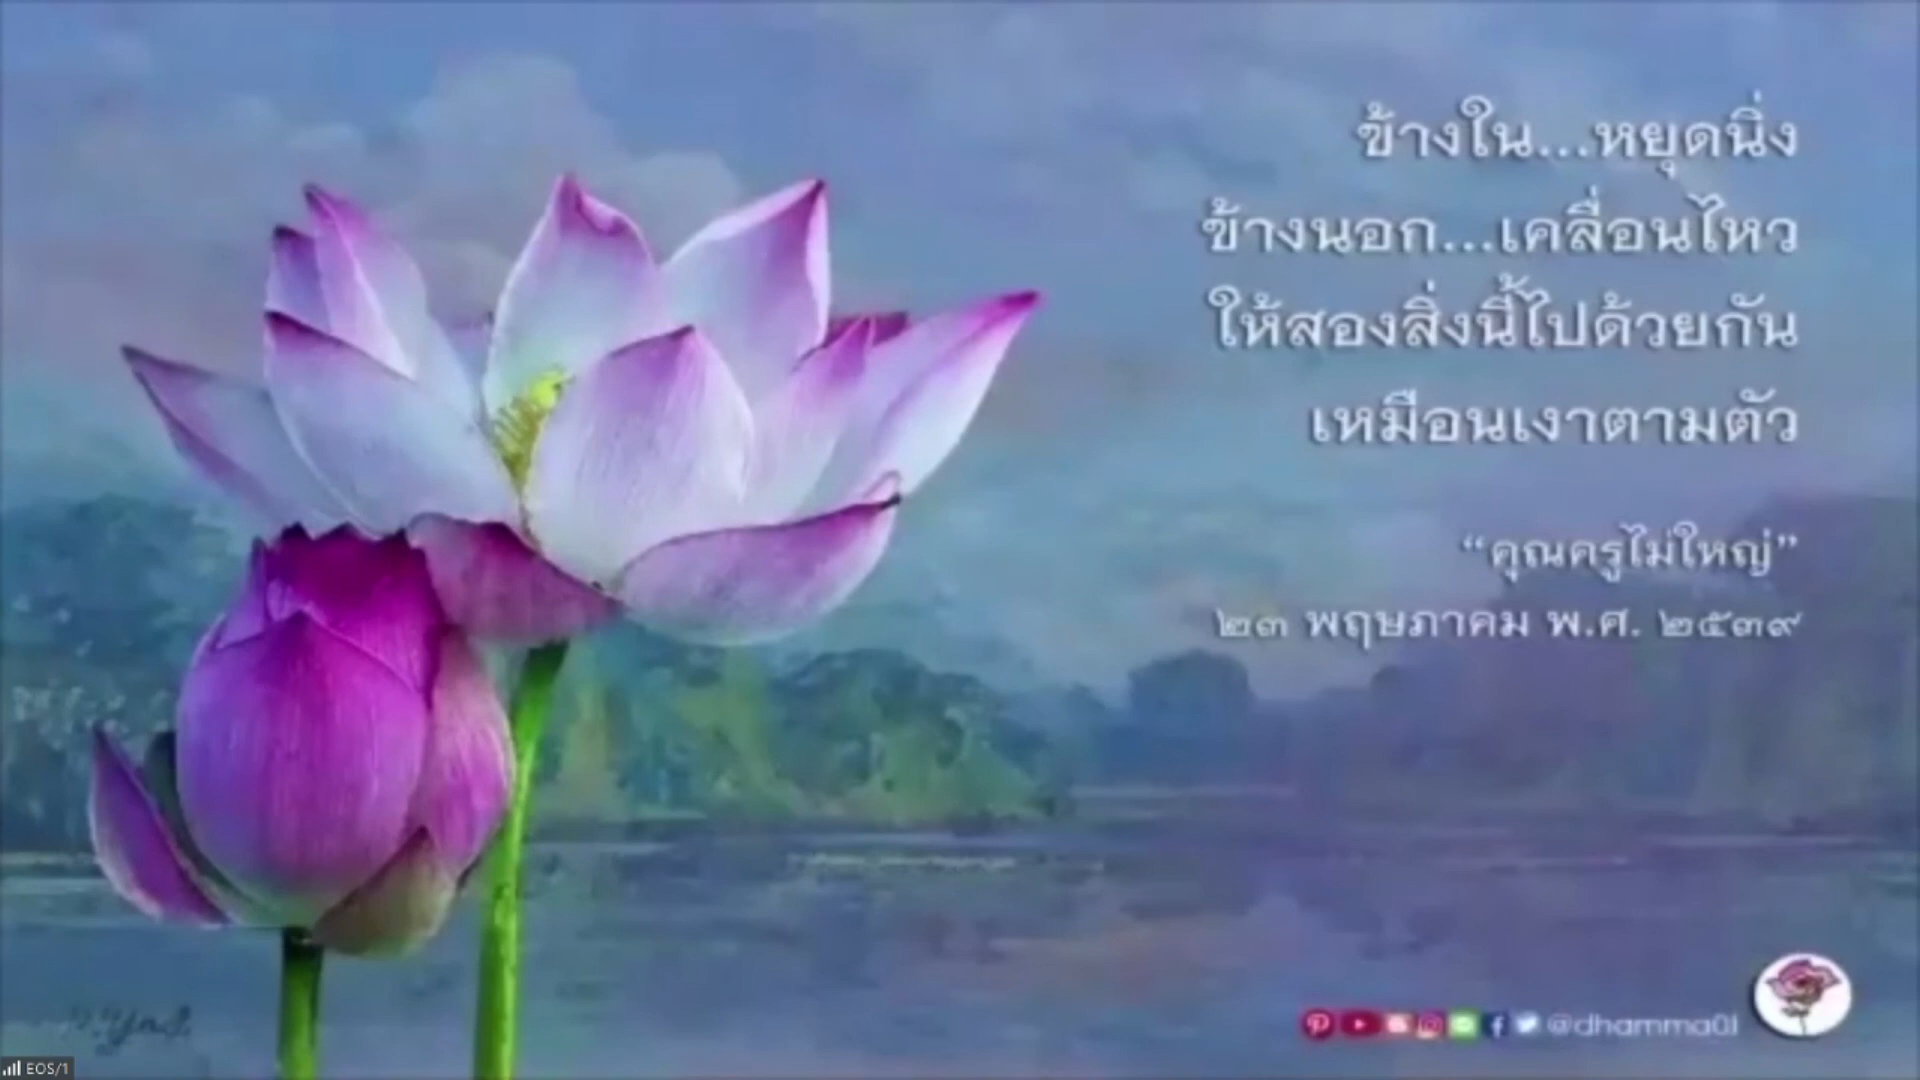 ข้างใน...หยุดนิ่ง
ข้างนอก...เคลื่อนไหว
ให้สองสิ่งนี้ไปด้วยกัน
เหมือนเงาตามตัว
“คุณครูไม่ใหญ่”
๒๓ พฤษภาคม พ.ศ. ๒๕๓๙
@dhamma01
EOS/1